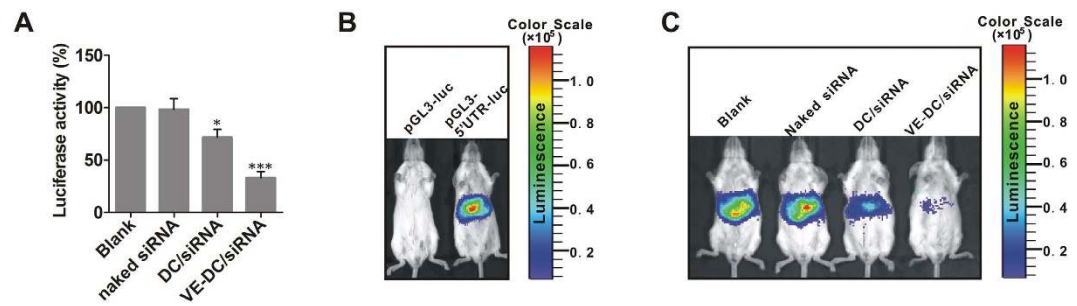 A
Luciferase activity (%)
150
100
50
0
*
***
Blank
naked siRNA
DC/siRNA
VE-DC/siRNA
B
pGL3-luc
pGL3-
5'UTR-luc
Color Scale
(×10⁵)
Luminescence
1.0
0.8
0.6
0.4
0.2
C
Blank
Naked siRNA
DC/siRNA
VE-DC/siRNA
Color Scale
(×10⁵)
Luminescence
1.0
0.8
0.6
0.4
0.2